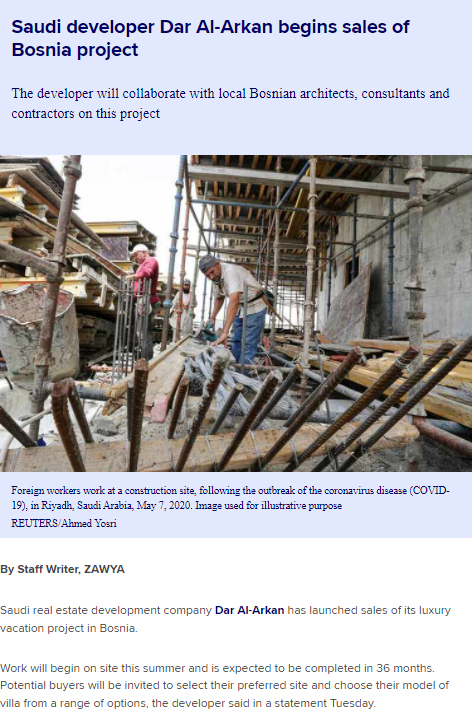 Saudi developer Dar Al-Arkan begins sales of
Bosnia project
The developer will collaborate with local Bosnian architects, consultants and
contractors on this project
Foreign workers work at a construction site, following the outbreak of the coronavirus disease (COVID-
19), in Riyadh, Saudi Arabia, May 7, 2020. Image used for illustrative purpose
REUTERS/Ahmed Yosri
By Staff Writer, ZAWYA
Saudi real estate development company Dar Al-Arkan has launched sales of its luxury
vacation project in Bosnia.
Work will begin on site this summer and is expected to be completed in 36 months.
Potential buyers will be invited to select their preferred site and choose their model of
villa from a range of options, the developer said in a statement Tuesday.